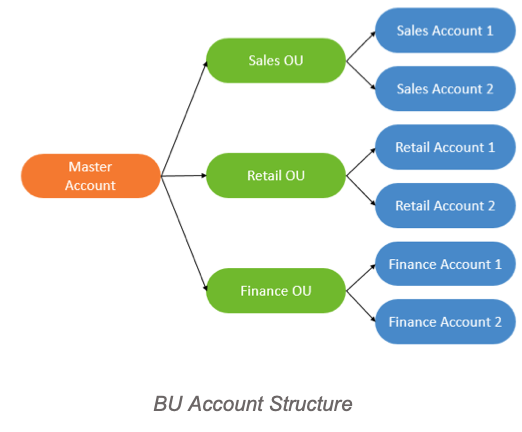 Sales Account 1
Sales OU
Sales Account 2
Master
Account
Retail Account 1
Retail OU
Retail Account 2
Finance Account 1
Finance OU
Finance Account 2
BU Account Structure